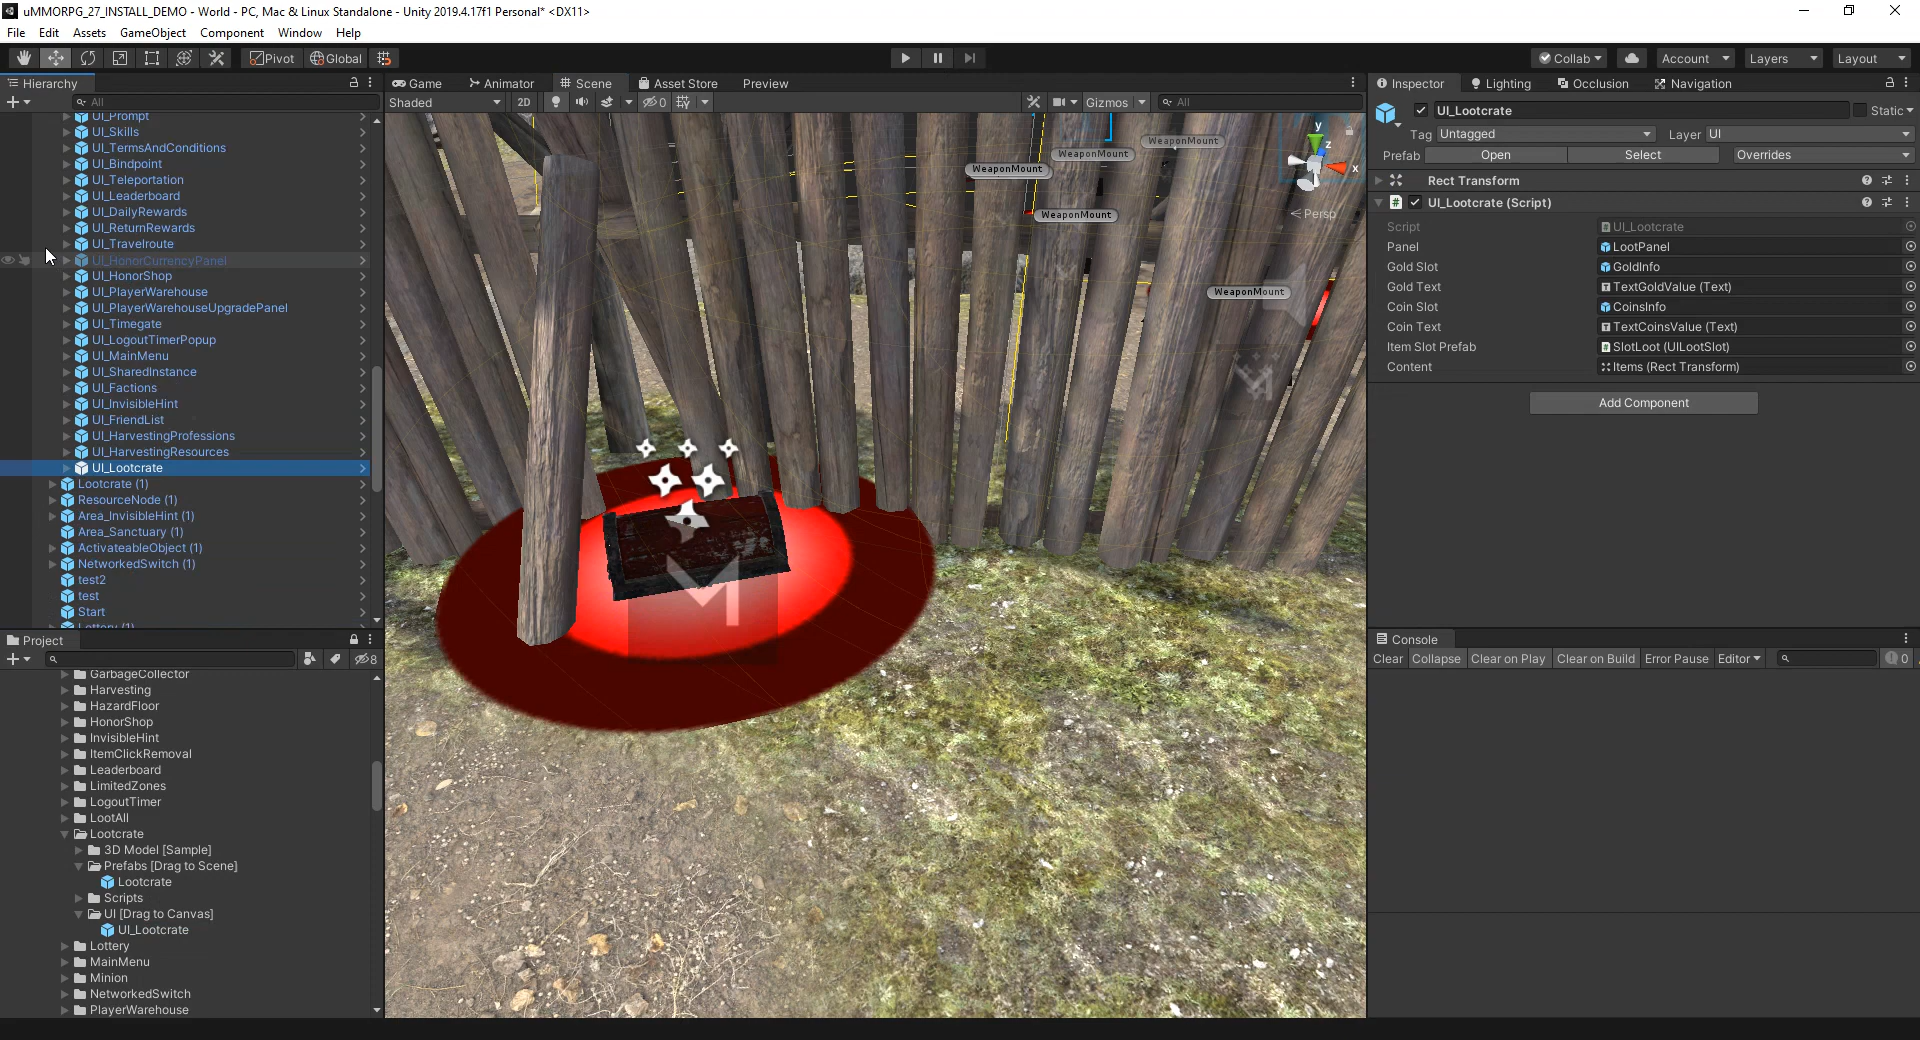 uMMORPG_27_INSTALL_DEMO - World - PC, Mac & Linux Standalone - Unity 2019.4.17f1 Personal* <DX11>
File Edit Assets GameObject Component Window Help
Pivot Global Collab Account Layers Layout
Hierarchy
All
UI_Prompt
UI_Skills
UI_TermsAndConditions
UI_Bindpoint
UI_Teleportation
UI_Leaderboard
UI_DailyRewards
UI_ReturnRewards
UI_Travelroute
UI_HonorCurrencyPanel
UI_HonorShop
UI_PlayerWarehouse
UI_PlayerWarehouseUpgradePanel
UI_Timegate
UI_LogoutTimerPopup
UI_MainMenu
UI_SharedInstance
UI_Factions
UI_InvisibleHint
UI_FriendList
UI_HarvestingProfessions
UI_HarvestingResources
UI_Lootcrate
Lootcrate (1)
ResourceNode (1)
Area_InvisibleHint (1)
Area_Sanctuary (1)
ActivateableObject (1)
NetworkedSwitch (1)
test2
test
Start
Lottery (1)
Project
8
GarbageCollector
Harvesting
HazardFloor
HonorShop
InvisibleHint
ItemClickRemoval
Leaderboard
LimitedZones
LogoutTimer
LootAll
Lootcrate
3D Model [Sample]
Prefabs [Drag to Scene]
Lootcrate
Scripts
UI [Drag to Canvas]
UI_Lootcrate
Lottery
MainMenu
Minion
NetworkedSwitch
PlayerWarehouse
Game Animator Scene Asset Store Preview
Shaded 2D 0 Gizmos All
WeaponMount
WeaponMount
WeaponMount
WeaponMount
WeaponMount
y
z
x
Persp
Inspector Lighting Occlusion Navigation
UI_Lootcrate Static
Tag Untagged Layer UI
Prefab Open Select Overrides
Rect Transform
UI_Lootcrate (Script)
Script UI_Lootcrate
Panel LootPanel
Gold Slot GoldInfo
Gold Text TextGoldValue (Text)
Coin Slot CoinsInfo
Coin Text TextCoinsValue (Text)
Item Slot Prefab SlotLoot (UILootSlot)
Content Items (Rect Transform)
Add Component
Console
Clear Collapse Clear on Play Clear on Build Error Pause Editor 0